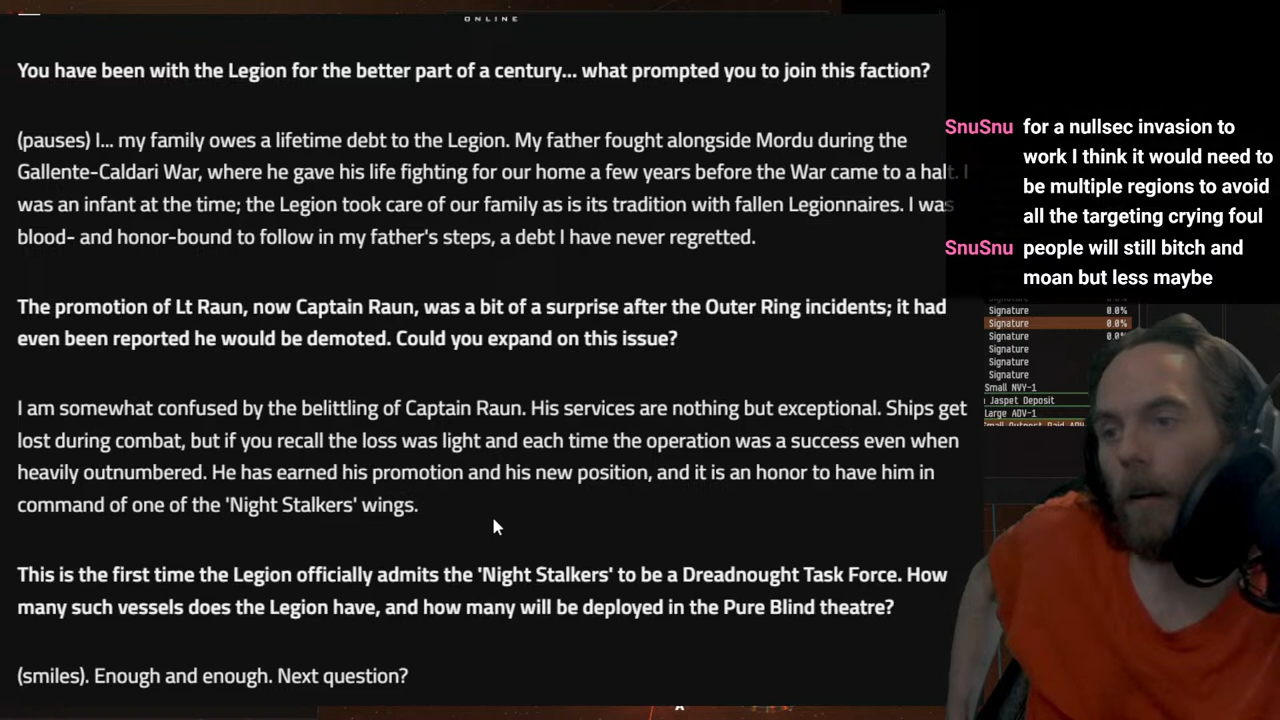 ONLINE
You have been with the Legion for the better part of a century... what prompted you to join this faction?
(pauses) I... my family owes a lifetime debt to the Legion. My father fought alongside Mordu during the
Gallente-Caldari War, where he gave his life fighting for our home a few years before the War came to a halt. I
was an infant at the time; the Legion took care of our family as is its tradition with fallen Legionnaires. I was
blood- and honor-bound to follow in my father's steps, a debt I have never regretted.
The promotion of Lt Raun, now Captain Raun, was a bit of a surprise after the Outer Ring incidents; it had
even been reported he would be demoted. Could you expand on this issue?
I am somewhat confused by the belittling of Captain Raun. His services are nothing but exceptional. Ships get
lost during combat, but if you recall the loss was light and each time the operation was a success even when
heavily outnumbered. He has earned his promotion and his new position, and it is an honor to have him in
command of one of the 'Night Stalkers' wings.
This is the first time the Legion officially admits the 'Night Stalkers' to be a Dreadnought Task Force. How
many such vessels does the Legion have, and how many will be deployed in the Pure Blind theatre?
(smiles). Enough and enough. Next question?
SnuSnu for a nullsec invasion to
work I think it would need to
be multiple regions to avoid
all the targeting crying foul
SnuSnu people will still bitch and
moan but less maybe
Signature 0.0%
Signature 0.0%
Signature 0.0%
Signature
Signature
Signature
Small NVY-1
Jaspet Deposit
Large ADV-1
Small Outpost Raid ADV